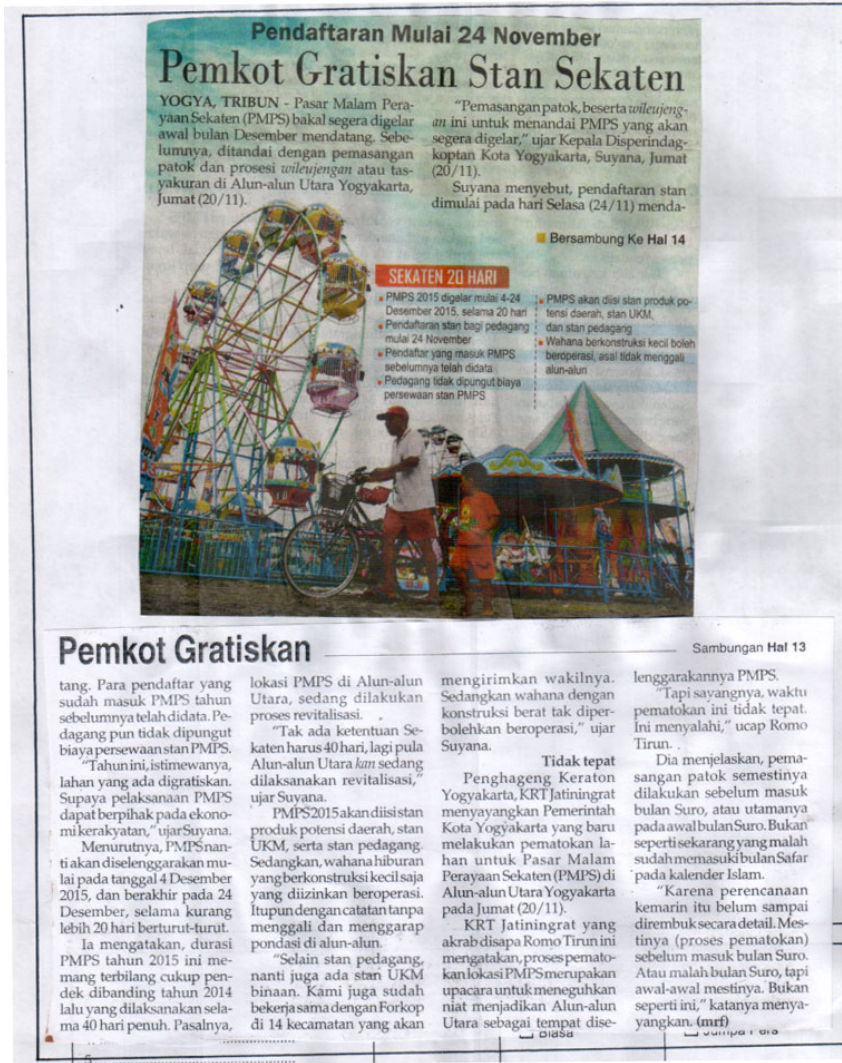 Pendaftaran Mulai 24 November
Pemkot Gratiskan Stan Sekaten
YOGYA, TRIBUN - Pasar Malam Pera-
yaan Sekaten (PMPS) bakal segera digelar
awal bulan Desember mendatang. Sebe-
lumnya, ditandai dengan pemasangan
patok dan prosesi wileujengan atau tas-
yakuran di Alun-alun Utara Yogyakarta,
Jumat (20/11).
"Pemasangan patok, beserta wileujeng-
an ini untuk menandai PMPS yang akan
segera digelar," ujar Kepala Disperindag-
koptan Kota Yogyakarta, Suyana, Jumat
(20/11).
Suyana menyebut, pendaftaran stan
dimulai pada hari Selasa (24/11) menda-
Bersambung Ke Hal 14
SEKATEN 20 HARI
PMPS 2015 digelar mulai 4-24
Desember 2015, selama 20 hari
Pendaftaran stan bagi pedagang
mulai 24 November
Pendaftar yang masuk PMPS
sebelumnya telah didata
Pedagang tidak dipungut biaya
persewaan stan PMPS
PMPS akan diisi stan produk po-
tensi daerah, stan UKM,
dan stan pedagang
Wahana berkonstruksi kecil boleh
beroperasi, asal tidak menggali
alun-alun
Pemkot Gratiskan
Sambungan Hal 13
tang. Para pendaftar yang
sudah masuk PMPS tahun
sebelumnya telah didata. Pe-
dagang pun tidak dipungut
biaya persewaan stan PMPS.
"Tahun ini, istimewanya,
lahan yang ada digratiskan.
Supaya pelaksanaan PMPS
dapat berpihak pada ekono-
mi kerakyatan," ujar Suyana.
Menurutnya, PMPS nan-
ti akan diselenggarakan mu-
lai pada tanggal 4 Desember
2015, dan berakhir pada 24
Desember, selama kurang
lebih 20 hari berturut-turut.
Ia mengatakan, durasi
PMPS tahun 2015 ini me-
mang terbilang cukup pen-
dek dibanding tahun 2014
lalu yang dilaksanakan sela-
ma 40 hari penuh. Pasalnya,
lokasi PMPS di Alun-alun
Utara, sedang dilakukan
proses revitalisasi.
"Tak ada ketentuan Se-
katen harus 40 hari, lagi pula
Alun-alun Utara kan sedang
dilaksanakan revitalisasi,"
ujar Suyana.
PMPS 2015 akan diisi stan
produk potensi daerah, stan
UKM, serta stan pedagang.
Sedangkan, wahana hiburan
yang berkonstruksi kecil saja
yang diizinkan beroperasi.
Itupun dengan catatan tanpa
menggali dan menggarap
pondasi di alun-alun.
"Selain stan pedagang,
nanti juga ada stan UKM
binaan. Kami juga sudah
bekerja sama dengan Forkop
di 14 kecamatan yang akan
mengirimkan wakilnya.
Sedangkan wahana dengan
konstruksi berat tak diper-
bolehkan beroperasi," ujar
Suyana.
Tidak tepat
Penghageng Keraton
Yogyakarta, KRT Jatiningrat
menyayangkan Pemerintah
Kota Yogyakarta yang baru
melakukan pematokan la-
han untuk Pasar Malam
Perayaan Sekaten (PMPS) di
Alun-alun Utara Yogyakarta
pada Jumat (20/11).
KRT Jatiningrat yang
akrab disapa Romo Tirun ini
mengatakan, proses pemato-
kan lokasi PMPS merupakan
upacara untuk meneguhkan
niat menjadikan Alun-alun
Utara sebagai tempat dise-
lenggarakannya PMPS.
"Tapi sayangnya, waktu
pematokan ini tidak tepat.
Ini menyalahi," ucap Romo
Tirun.
Dia menjelaskan, pema-
sangan patok semestinya
dilakukan sebelum masuk
bulan Suro, atau utamanya
pada awal bulan Suro. Bukan
seperti sekarang yang malah
sudah memasuki bulan Safar
pada kalender Islam.
"Karena perencanaan
kemarin itu belum sampai
dirembuk secara detail. Mes-
tinya (proses pematokan)
sebelum masuk bulan Suro.
Atau malah bulan Suro, tapi
awal-awal mestinya. Bukan
seperti ini," katanya menya-
yangkan. (mrf)
Biasa
Jumpa Pers